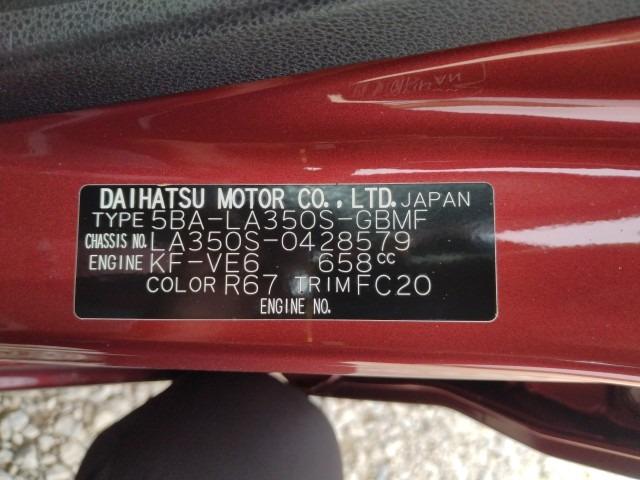 DAIHATSU MOTOR CO., LTD. JAPAN
TYPE 5BA-LA350S-GBMF
CHASSIS NO. LA350S-0428579
ENGINE KF-VE6 658cc
COLOR R67 TRIM FC20
ENGINE NO.